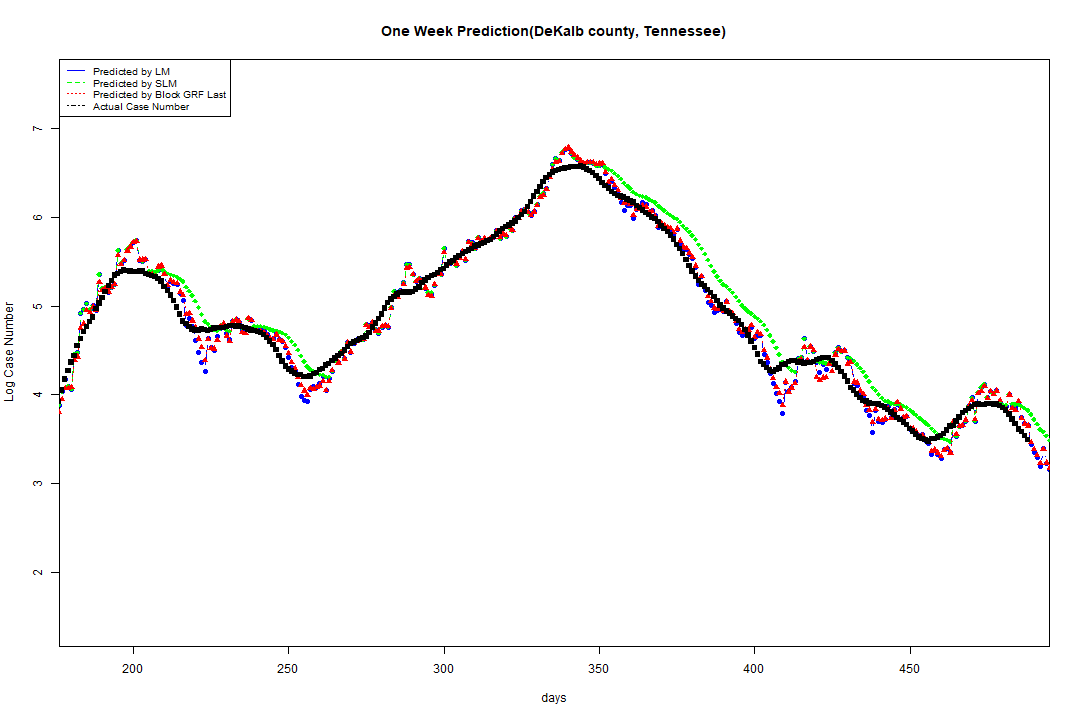 One Week Prediction(DeKalb county, Tennessee)
Predicted by LM
Predicted by SLM
Predicted by Block GRF Last
Actual Case Number
Log Case Number
7
6
5
4
3
2
200 250 300 350 400 450
days